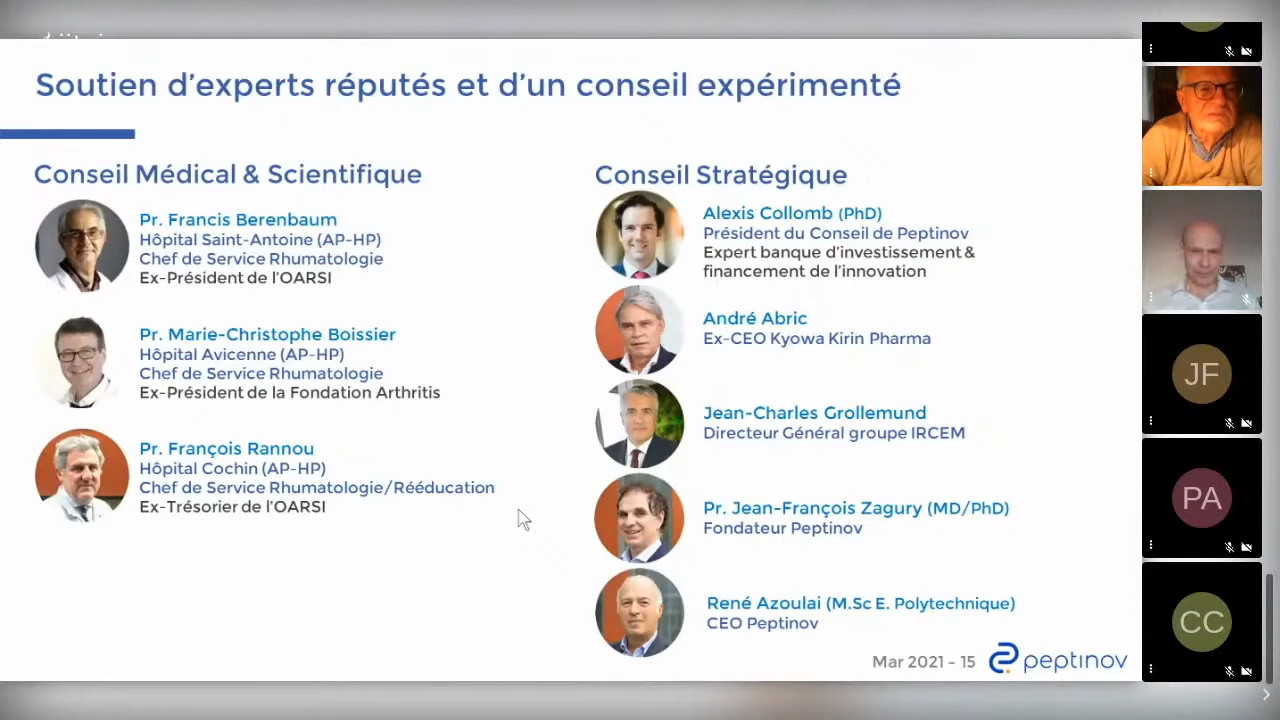 Soutien d'experts réputés et d'un conseil expérimenté
Conseil Médical & Scientifique
Pr. Francis Berenbaum
Hôpital Saint-Antoine (AP-HP)
Chef de Service Rhumatologie
Ex-Président de l'OARSI
Pr. Marie-Christophe Boissier
Hôpital Avicenne (AP-HP)
Chef de Service Rhumatologie
Ex-Président de la Fondation Arthritis
Pr. François Rannou
Hôpital Cochin (AP-HP)
Chef de Service Rhumatologie/Rééducation
Ex-Trésorier de l'OARSI
Conseil Stratégique
Alexis Collomb (PhD)
Président du Conseil de Peptinov
Expert banque d'investissement &
financement de l'innovation
André Abric
Ex-CEO Kyowa Kirin Pharma
Jean-Charles Grollemund
Directeur Général groupe IRCEM
Pr. Jean-François Zagury (MD/PhD)
Fondateur Peptinov
René Azoulai (M.Sc E. Polytechnique)
CEO Peptinov
Mar 2021 - 15
peptinov
JF
PA
CC